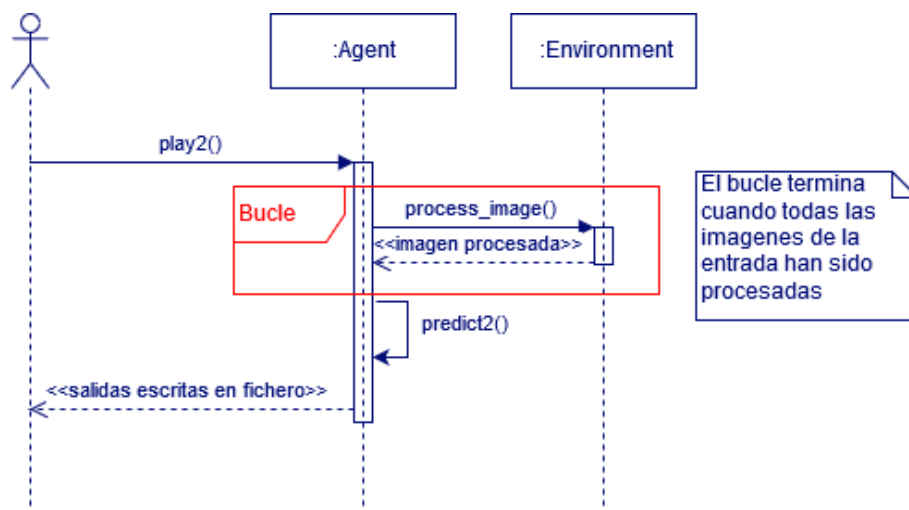 :Agent
:Environment
play2()
Bucle
process_image()
<<imagen procesada>>
El bucle termina
cuando todas las
imagenes de la
entrada han sido
procesadas
predict2()
<<salidas escritas en fichero>>